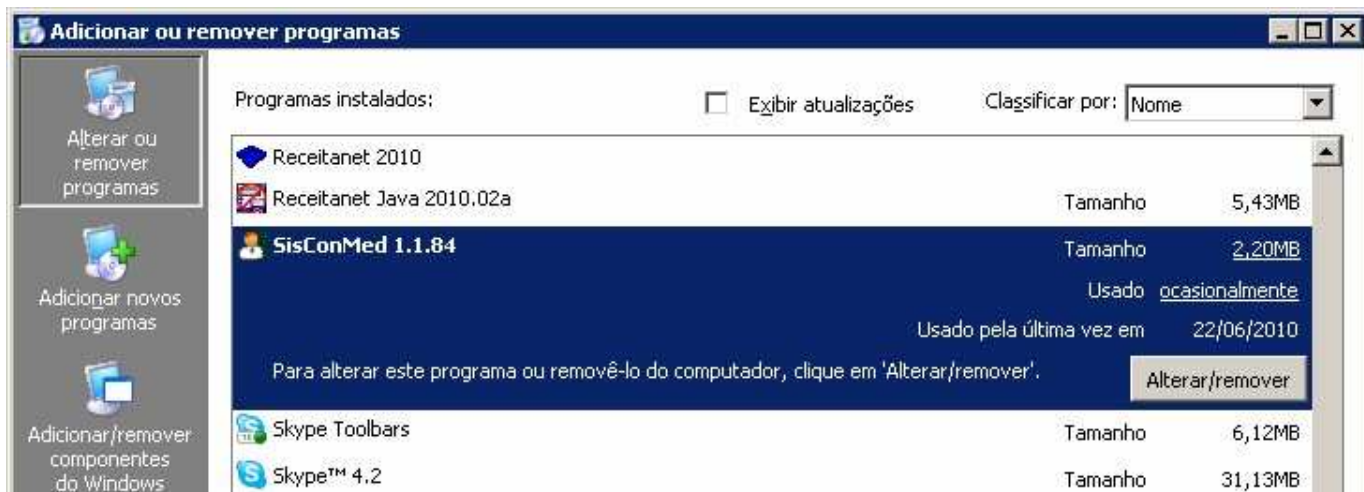 Adicionar ou remover programas
Alterar ou
remover
programas
Adicionar novos
programas
Adicionar/remover
componentes
do Windows
Programas instalados:
Exibir atualizações
Classificar por: Nome
Receitanet 2010
Receitanet Java 2010.02a Tamanho 5,43MB
SisConMed 1.1.84 Tamanho 2,20MB
Usado ocasionalmente
Usado pela última vez em 22/06/2010
Para alterar este programa ou removê-lo do computador, clique em 'Alterar/remover'. Alterar/remover
Skype Toolbars Tamanho 6,12MB
Skype™ 4.2 Tamanho 31,13MB